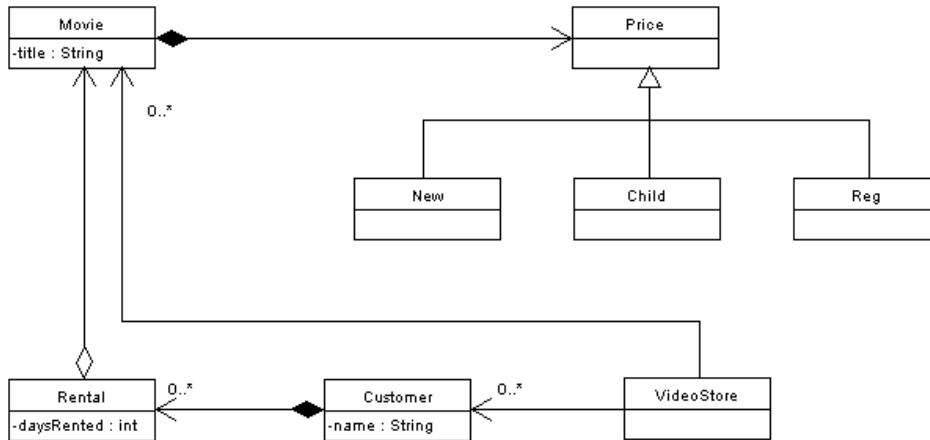 Movie
-title : String
Price
0..*
New
Child
Reg
Rental
-daysRented : int
0..*
Customer
-name : String
0..*
VideoStore